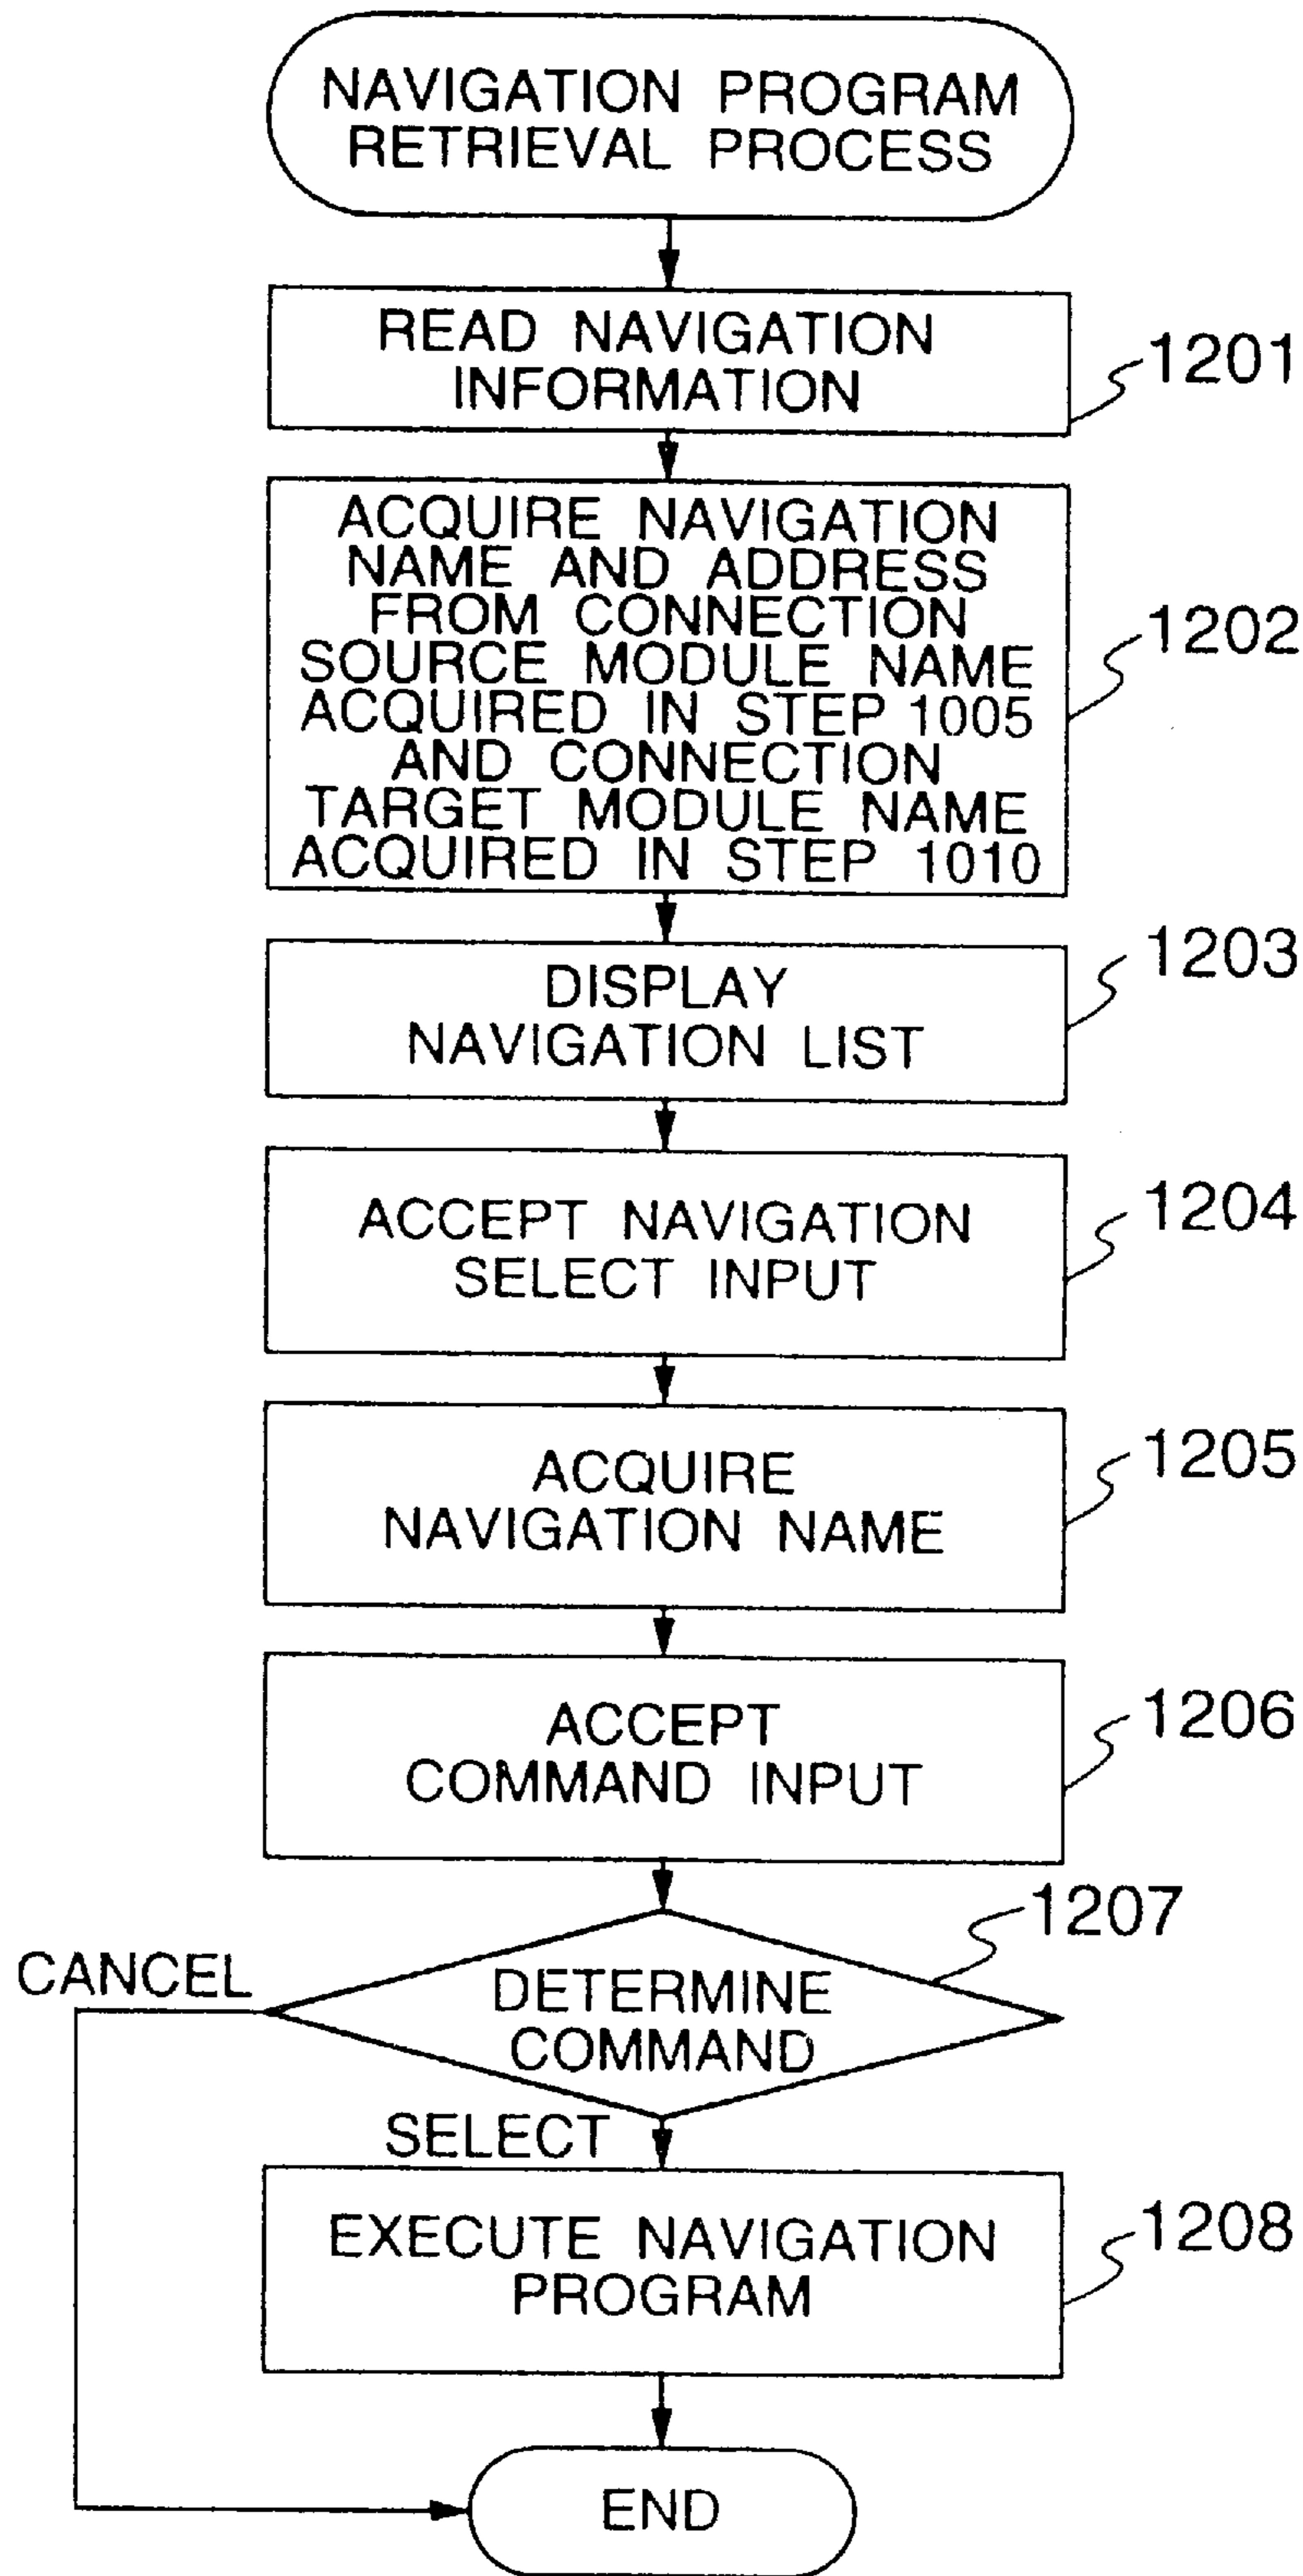 NAVIGATION PROGRAM
RETRIEVAL PROCESS
READ NAVIGATION
INFORMATION
1201
ACQUIRE NAVIGATION
NAME AND ADDRESS
FROM CONNECTION
SOURCE MODULE NAME
ACQUIRED IN STEP 1005
AND CONNECTION
TARGET MODULE NAME
ACQUIRED IN STEP 1010
1202
DISPLAY
NAVIGATION LIST
1203
ACCEPT NAVIGATION
SELECT INPUT
1204
ACQUIRE
NAVIGATION NAME
1205
ACCEPT
COMMAND INPUT
1206
1207
CANCEL
DETERMINE
COMMAND
SELECT
EXECUTE NAVIGATION
PROGRAM
1208
END